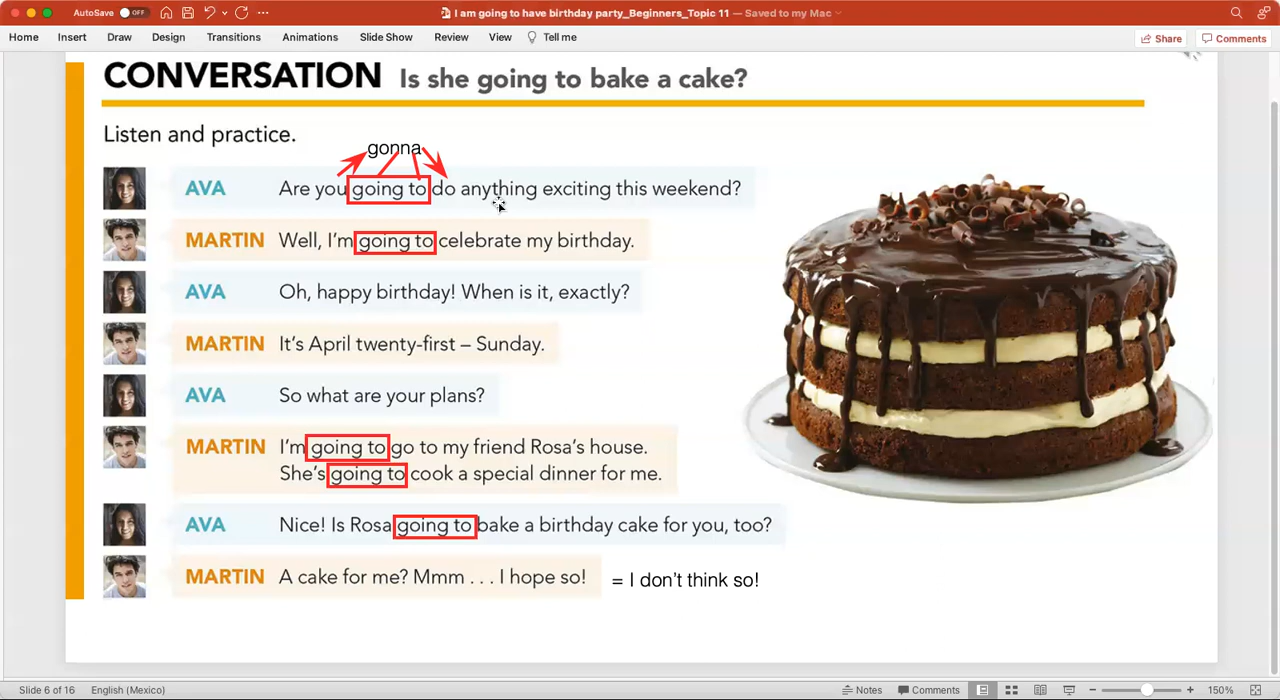 AutoSave OFF
I am going to have birthday party_Beginners_Topic 11 — Saved to my Mac
Home Insert Draw Design Transitions Animations Slide Show Review View Tell me Share Comments
CONVERSATION Is she going to bake a cake?
Listen and practice.
gonna
AVA Are you going to do anything exciting this weekend?
MARTIN Well, I'm going to celebrate my birthday.
AVA Oh, happy birthday! When is it, exactly?
MARTIN It's April twenty-first – Sunday.
AVA So what are your plans?
MARTIN I'm going to go to my friend Rosa's house.
She's going to cook a special dinner for me.
AVA Nice! Is Rosa going to bake a birthday cake for you, too?
MARTIN A cake for me? Mmm . . . I hope so! = I don't think so!
Slide 6 of 16 English (Mexico) Notes Comments 150%